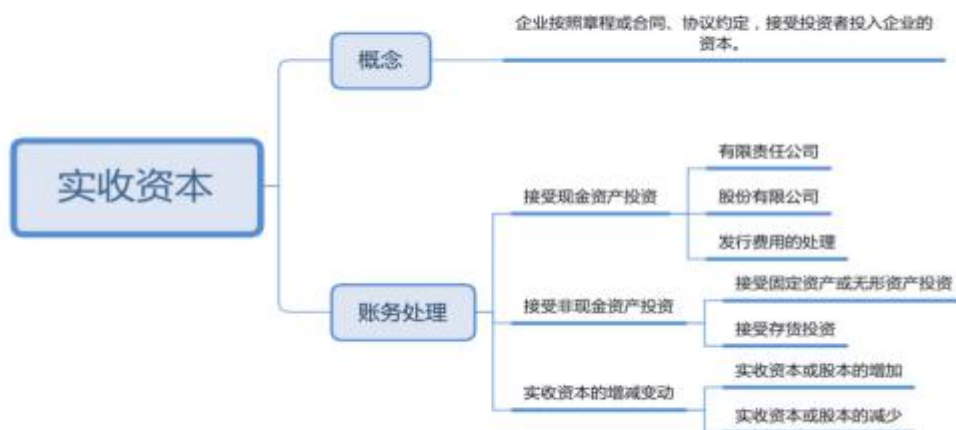 企业按照章程或合同、协议约定，接受投资者投入企业的
资本。
概念
实收资本
有限责任公司
接受现金资产投资
股份有限公司
发行费用的处理
接受固定资产或无形资产投资
账务处理
接受非现金资产投资
接受存货投资
实收资本或股本的增加
实收资本的增减变动
实收资本或股本的减少